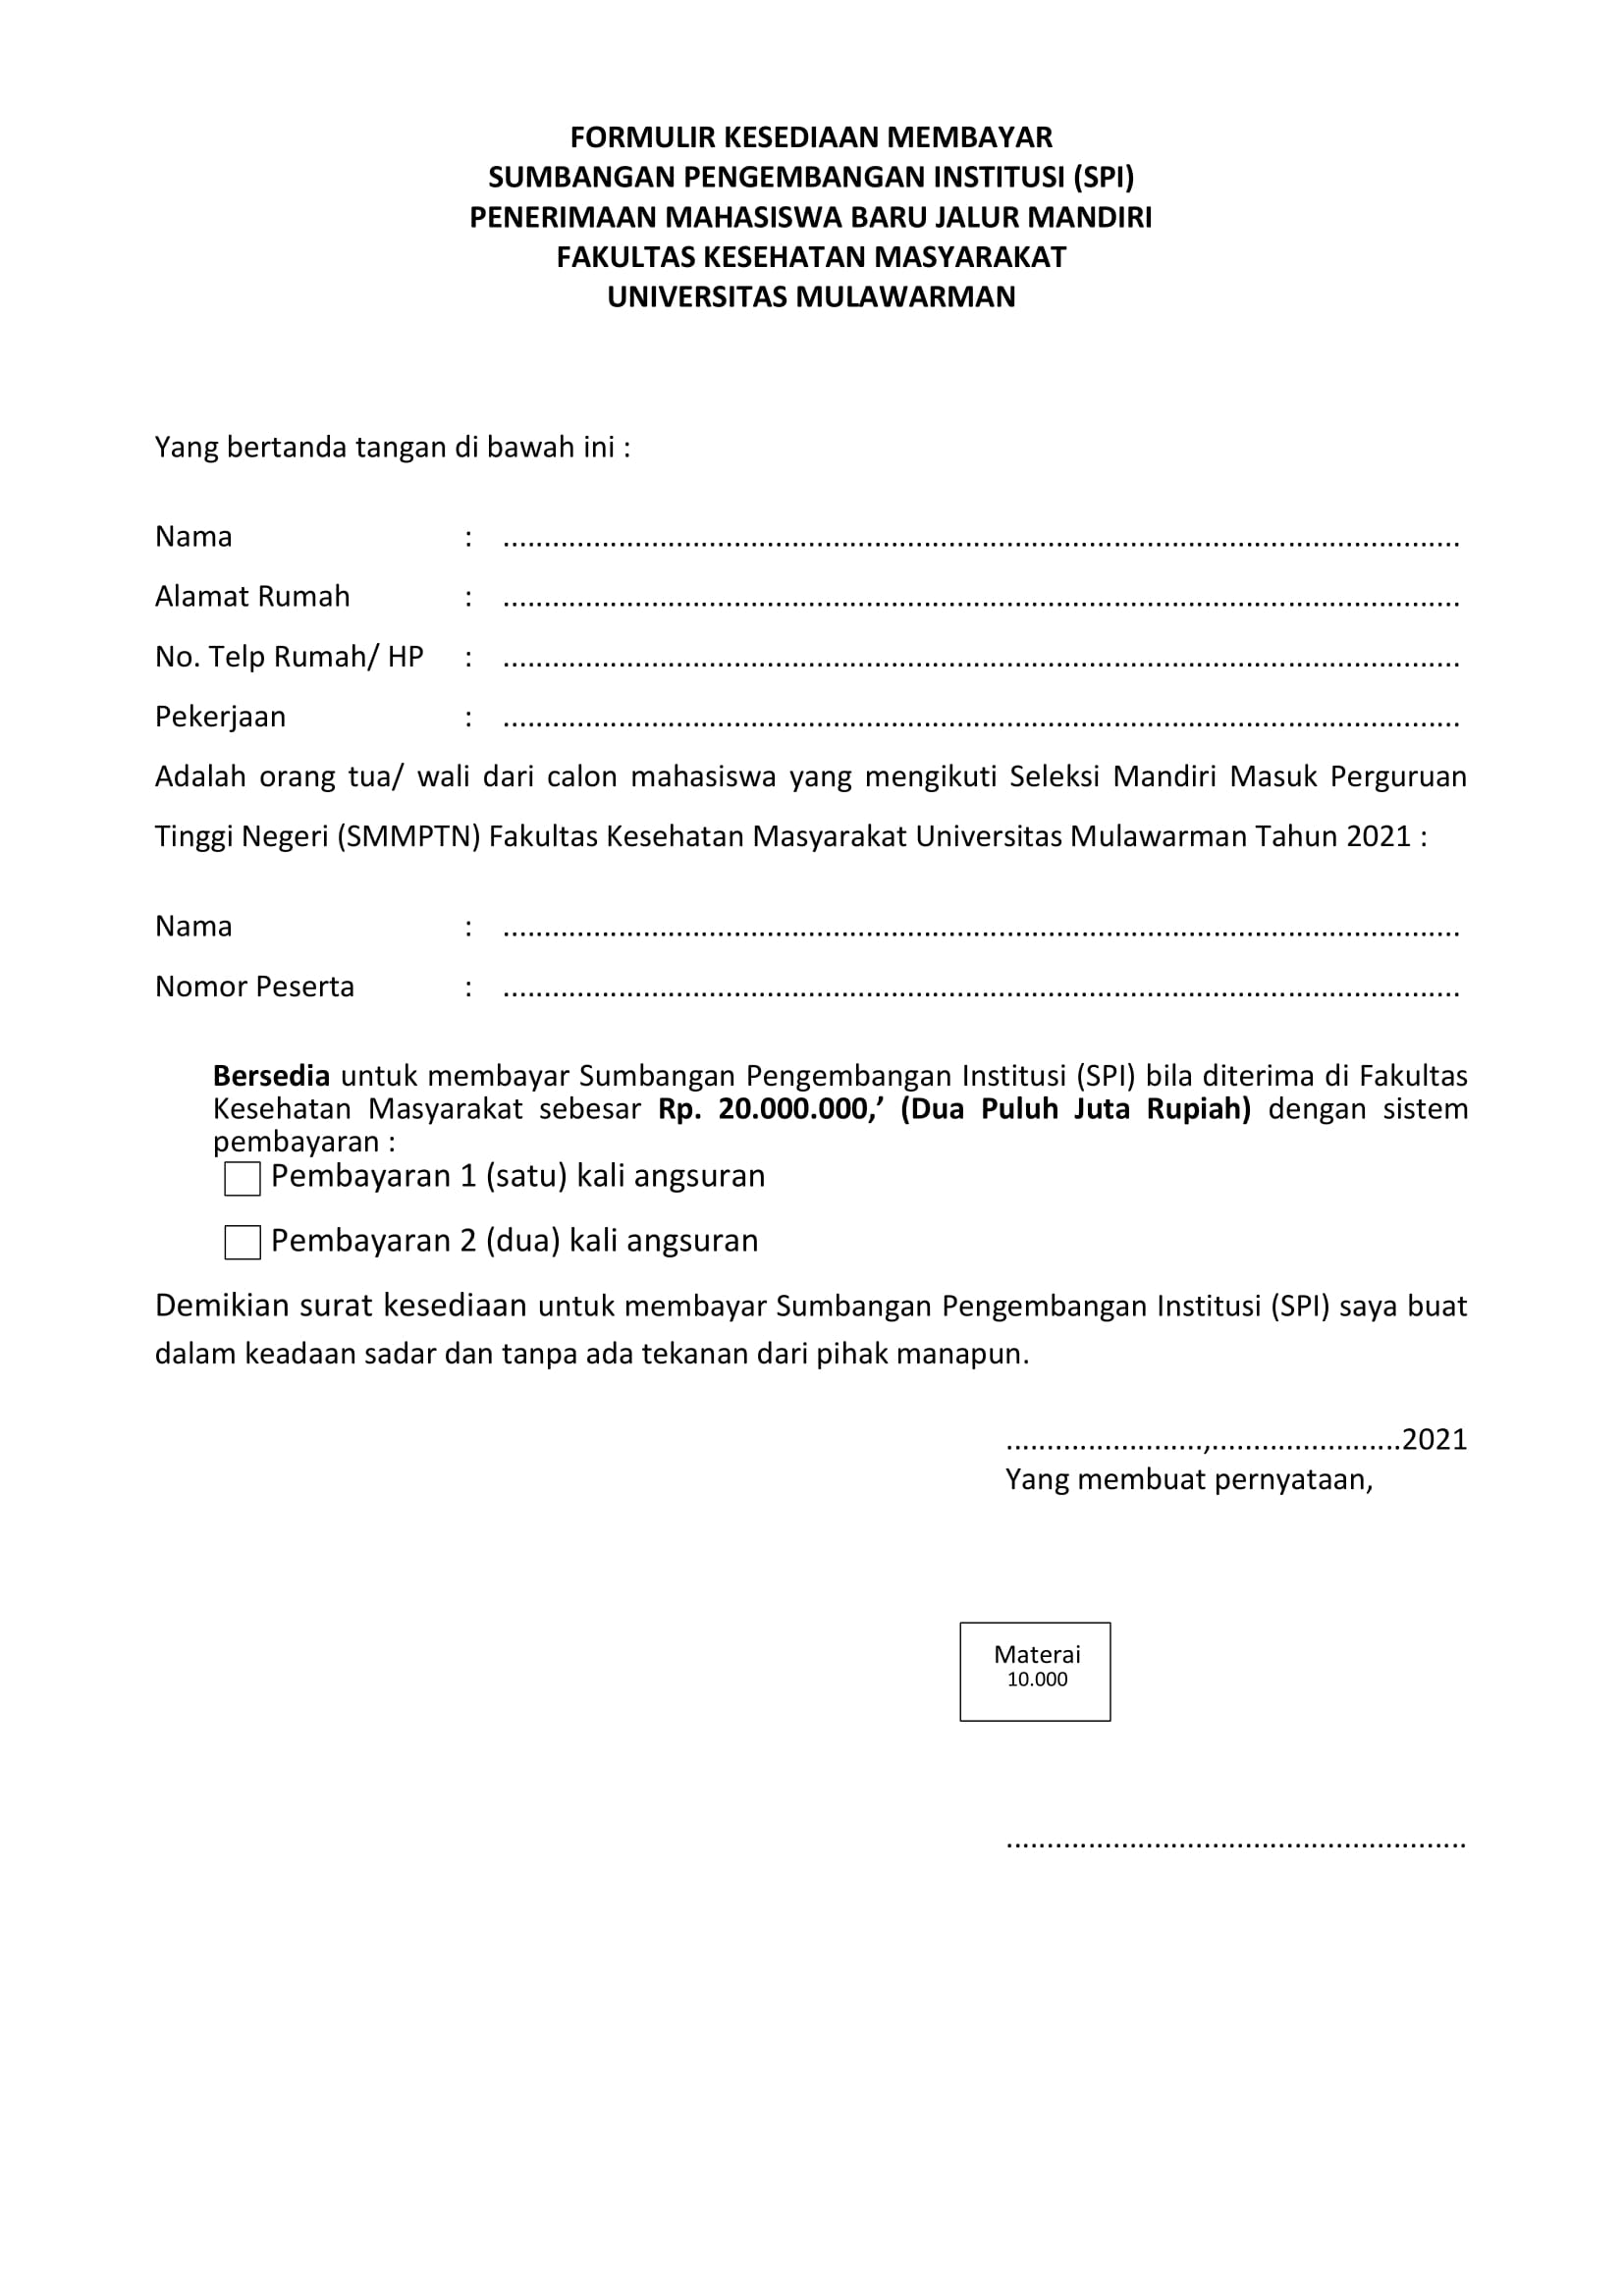 FORMULIR KESEDIAAN MEMBAYAR
SUMBANGAN PENGEMBANGAN INSTITUSI (SPI)
PENERIMAAN MAHASISWA BARU JALUR MANDIRI
FAKULTAS KESEHATAN MASYARAKAT
UNIVERSITAS MULAWARMAN
Yang bertanda tangan di bawah ini :
Nama : ....................................................................................................................
Alamat Rumah : ....................................................................................................................
No. Telp Rumah/ HP : ....................................................................................................................
Pekerjaan : ....................................................................................................................
Adalah orang tua/ wali dari calon mahasiswa yang mengikuti Seleksi Mandiri Masuk Perguruan
Tinggi Negeri (SMMPTN) Fakultas Kesehatan Masyarakat Universitas Mulawarman Tahun 2021 :
Nama : ....................................................................................................................
Nomor Peserta : ....................................................................................................................
Bersedia untuk membayar Sumbangan Pengembangan Institusi (SPI) bila diterima di Fakultas
Kesehatan Masyarakat sebesar Rp. 20.000.000,’ (Dua Puluh Juta Rupiah) dengan sistem
pembayaran :
Pembayaran 1 (satu) kali angsuran
Pembayaran 2 (dua) kali angsuran
Demikian surat kesediaan untuk membayar Sumbangan Pengembangan Institusi (SPI) saya buat
dalam keadaan sadar dan tanpa ada tekanan dari pihak manapun.
........................,.......................2021
Yang membuat pernyataan,
Materai
10.000
........................................................